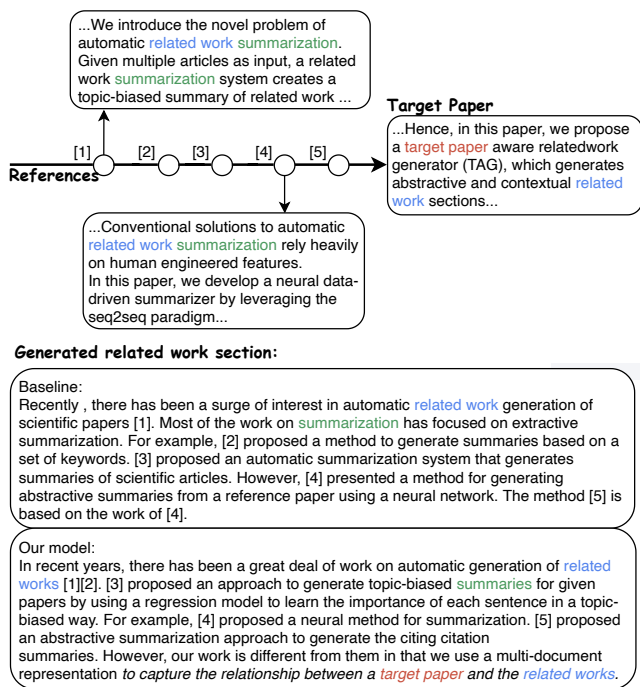 ...We introduce the novel problem of
automatic related work summarization.
Given multiple articles as input, a related
work summarization system creates a
topic-biased summary of related work ...
Target Paper
...Hence, in this paper, we propose
a target paper aware relatedwork
generator (TAG), which generates
abstractive and contextual related
work sections...
[1] [2] [3] [4] [5]
References
...Conventional solutions to automatic
related work summarization rely heavily
on human engineered features.
In this paper, we develop a neural data-
driven summarizer by leveraging the
seq2seq paradigm...
Generated related work section:
Baseline:
Recently , there has been a surge of interest in automatic related work generation of
scientific papers [1]. Most of the work on summarization has focused on extractive
summarization. For example, [2] proposed a method to generate summaries based on a
set of keywords. [3] proposed an automatic summarization system that generates
summaries of scientific articles. However, [4] presented a method for generating
abstractive summaries from a reference paper using a neural network. The method [5] is
based on the work of [4].
Our model:
In recent years, there has been a great deal of work on automatic generation of related
works [1][2]. [3] proposed an approach to generate topic-biased summaries for given
papers by using a regression model to learn the importance of each sentence in a topic-
biased way. For example, [4] proposed a neural method for summarization. [5] proposed
an abstractive summarization approach to generate the citing citation
summaries. However, our work is different from them in that we use a multi-document
representation to capture the relationship between a target paper and the related works.